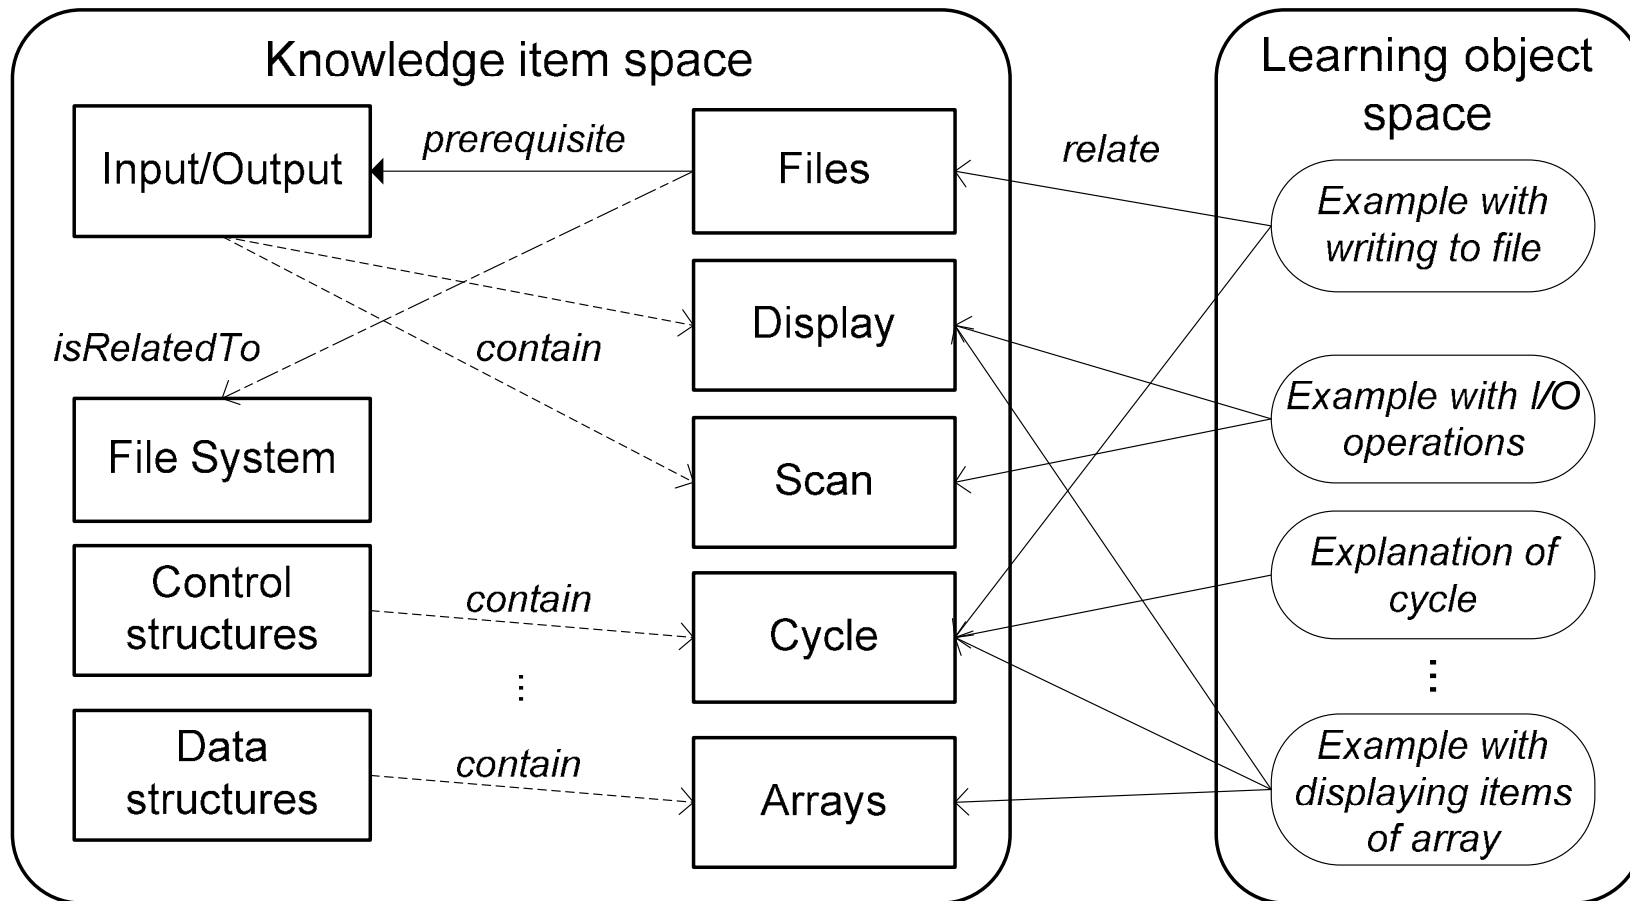 Knowledge item space
Learning object
space
Input/Output
prerequisite
Files
relate
Example with
writing to file
Display
isRelatedTo
contain
Example with I/O
operations
File System
Scan
Control
structures
contain
Cycle
Explanation of
cycle
...
...
Data
structures
contain
Arrays
Example with
displaying items
of array